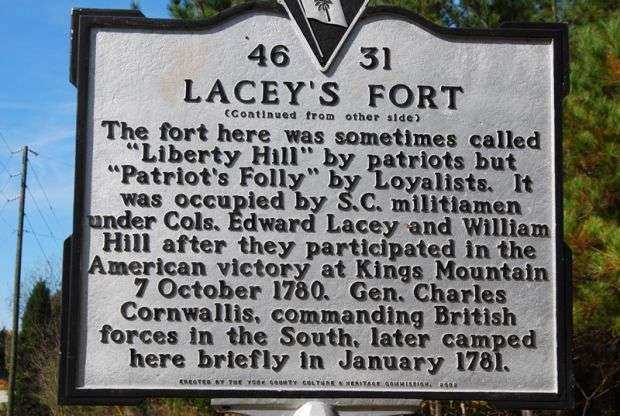 46 31
LACEY'S FORT
(Continued from other side)
The fort here was sometimes called
"Liberty Hill" by patriots but
"Patriot's Folly" by Loyalists. It
was occupied by S.C. militiamen
under Cols. Edward Lacey and William
Hill after they participated in the
American victory at Kings Mountain
7 October 1780. Gen. Charles
Cornwallis, commanding British
forces in the South, later camped
here briefly in January 1781.
ERECTED BY THE YORK COUNTY CULTURE & HERITAGE COMMISSION, 2002